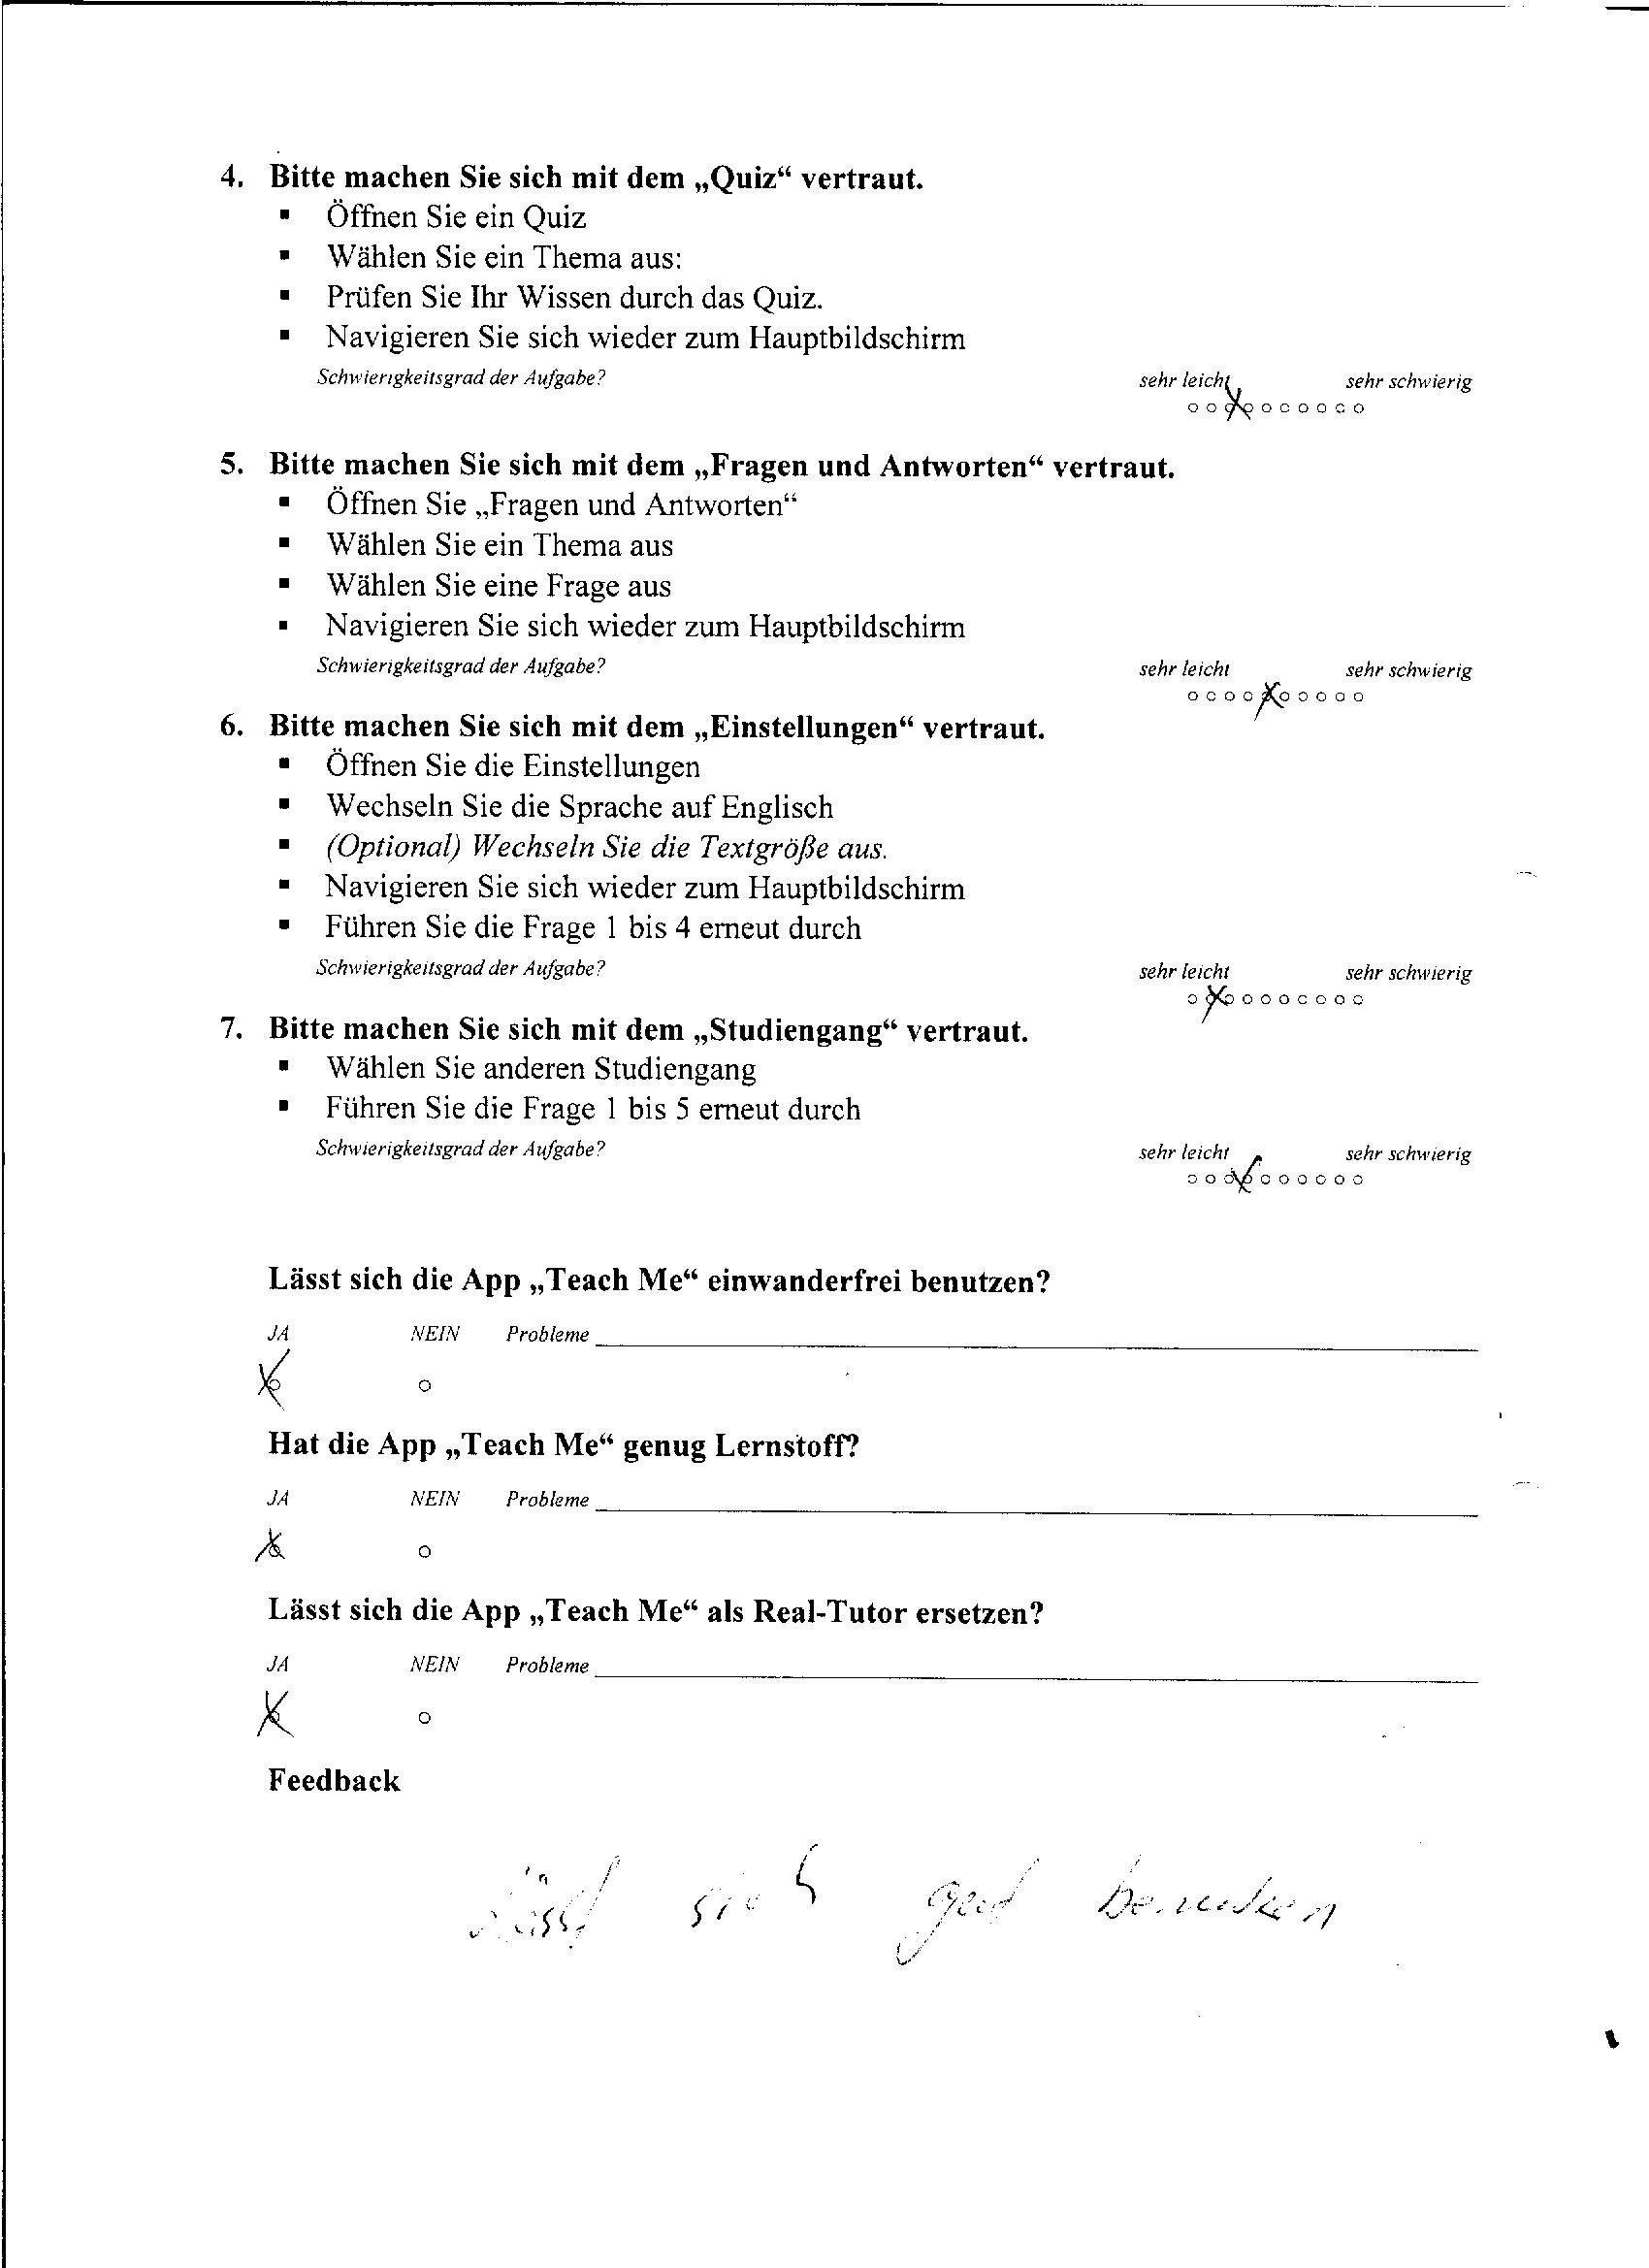 4. Bitte machen Sie sich mit dem „Quiz“ vertraut.
▪ Öffnen Sie ein Quiz
▪ Wählen Sie ein Thema aus:
▪ Prüfen Sie Ihr Wissen durch das Quiz.
▪ Navigieren Sie sich wieder zum Hauptbildschirm
Schwierigkeitsgrad der Aufgabe? sehr leicht sehr schwierig
5. Bitte machen Sie sich mit dem „Fragen und Antworten“ vertraut.
▪ Öffnen Sie „Fragen und Antworten“
▪ Wählen Sie ein Thema aus
▪ Wählen Sie eine Frage aus
▪ Navigieren Sie sich wieder zum Hauptbildschirm
Schwierigkeitsgrad der Aufgabe? sehr leicht sehr schwierig
6. Bitte machen Sie sich mit dem „Einstellungen“ vertraut.
▪ Öffnen Sie die Einstellungen
▪ Wechseln Sie die Sprache auf Englisch
▪ (Optional) Wechseln Sie die Textgröße aus.
▪ Navigieren Sie sich wieder zum Hauptbildschirm
▪ Führen Sie die Frage 1 bis 4 erneut durch
Schwierigkeitsgrad der Aufgabe? sehr leicht sehr schwierig
7. Bitte machen Sie sich mit dem „Studiengang“ vertraut.
▪ Wählen Sie anderen Studiengang
▪ Führen Sie die Frage 1 bis 5 erneut durch
Schwierigkeitsgrad der Aufgabe? sehr leicht sehr schwierig
Lässt sich die App „Teach Me“ einwanderfrei benutzen?
JA NEIN Probleme
Hat die App „Teach Me“ genug Lernstoff?
JA NEIN Probleme
Lässt sich die App „Teach Me“ als Real-Tutor ersetzen?
JA NEIN Probleme
Feedback
Lässt sich gut